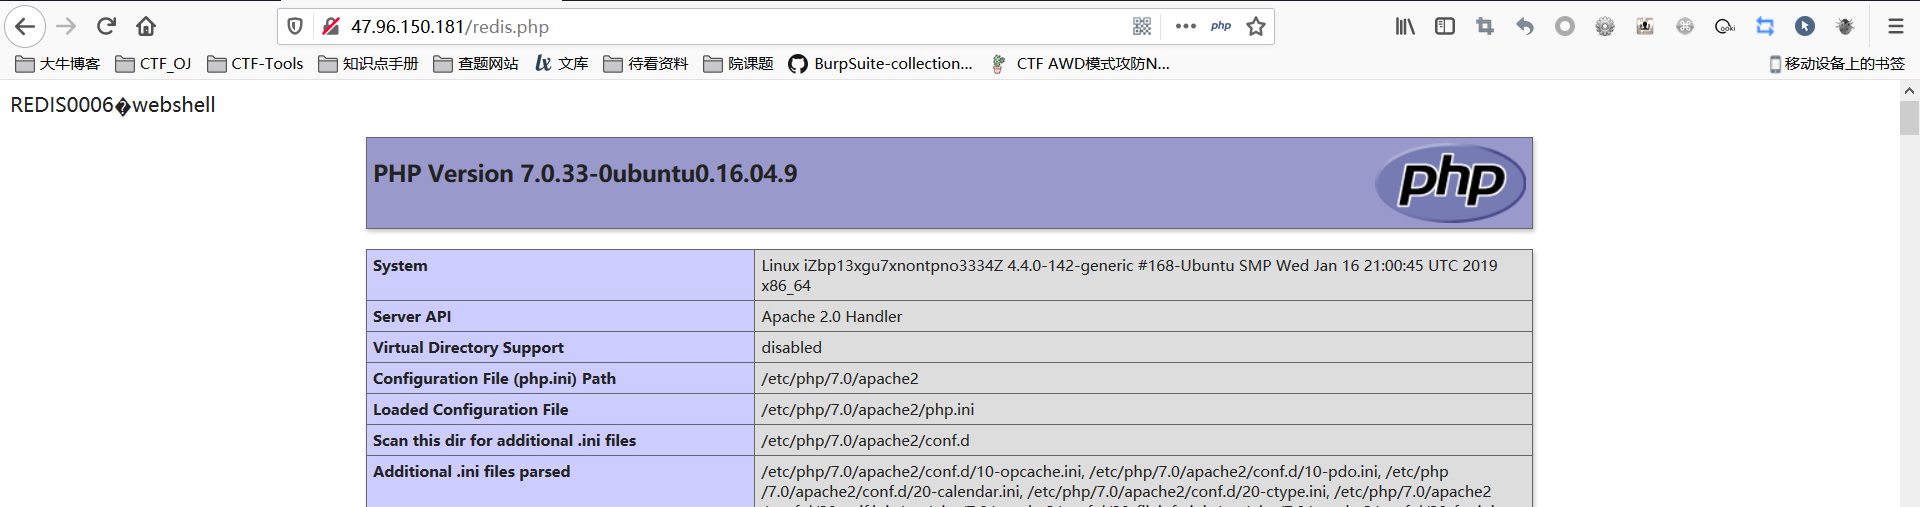 47.96.150.181/redis.php
php
大牛博客 CTF_OJ CTF-Tools 知识点手册 查题网站 文库 待看资料 院课题 BurpSuite-collection... CTF AWD模式攻防N... 移动设备上的书签
REDIS0006�webshell
PHP Version 7.0.33-0ubuntu0.16.04.9
php
System
Linux iZbp13xgu7xnontpno3334Z 4.4.0-142-generic #168-Ubuntu SMP Wed Jan 16 21:00:45 UTC 2019
x86_64
Server API
Apache 2.0 Handler
Virtual Directory Support
disabled
Configuration File (php.ini) Path
/etc/php/7.0/apache2
Loaded Configuration File
/etc/php/7.0/apache2/php.ini
Scan this dir for additional .ini files
/etc/php/7.0/apache2/conf.d
Additional .ini files parsed
/etc/php/7.0/apache2/conf.d/10-opcache.ini, /etc/php/7.0/apache2/conf.d/10-pdo.ini, /etc/php
/7.0/apache2/conf.d/20-calendar.ini, /etc/php/7.0/apache2/conf.d/20-ctype.ini, /etc/php/7.0/apache2